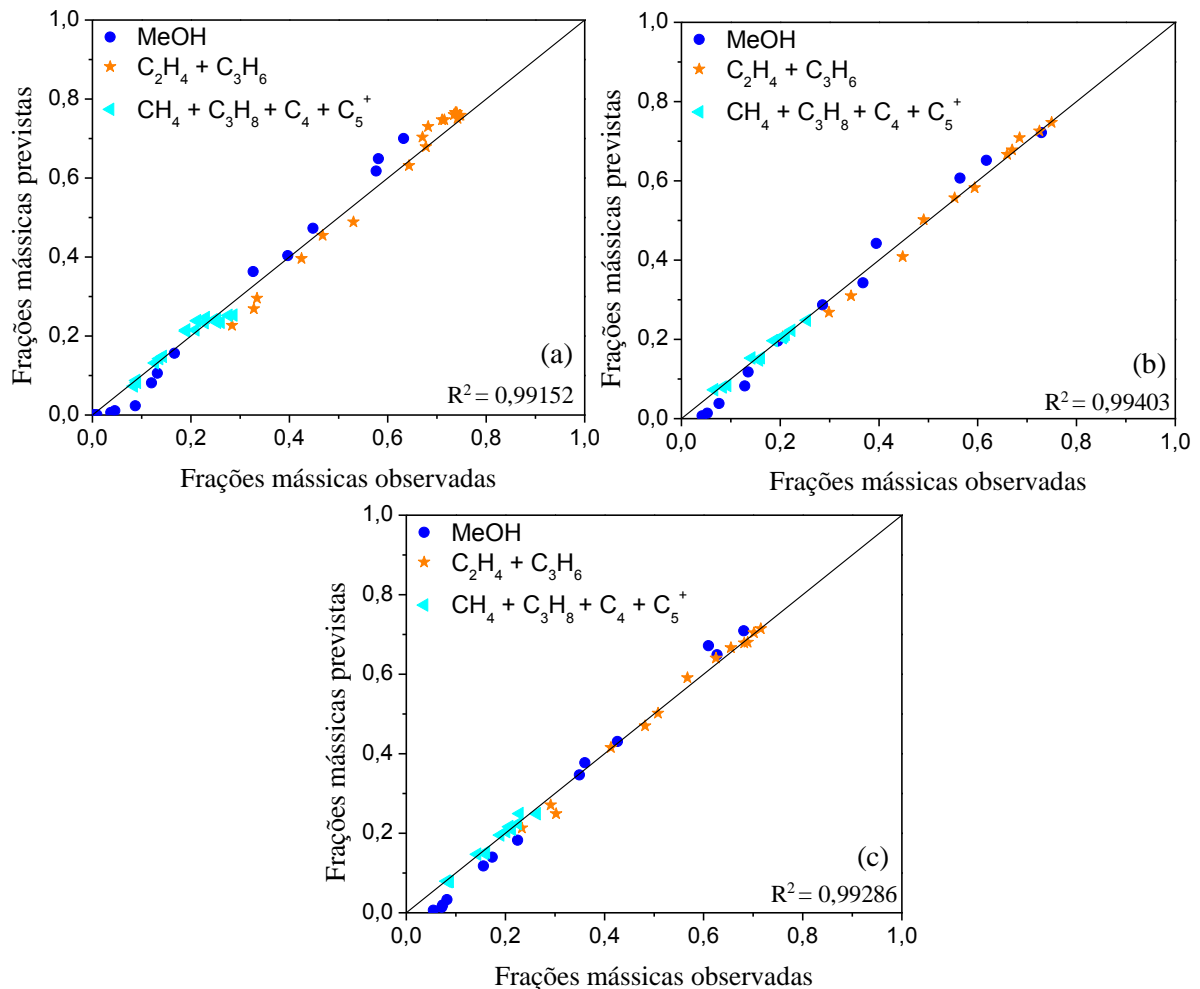 Frações mássicas previstas
1,0
0,8
0,6
0,4
0,2
0,0
MeOH
C₂H₄ + C₃H₆
CH₄ + C₃H₈ + C₄ + C₅⁺
(a)
R² = 0,99152
0,0 0,2 0,4 0,6 0,8 1,0
Frações mássicas observadas
Frações mássicas previstas
1,0
0,8
0,6
0,4
0,2
0,0
MeOH
C₂H₄ + C₃H₆
CH₄ + C₃H₈ + C₄ + C₅⁺
(b)
R² = 0,99403
0,0 0,2 0,4 0,6 0,8 1,0
Frações mássicas observadas
Frações mássicas previstas
1,0
0,8
0,6
0,4
0,2
0,0
MeOH
C₂H₄ + C₃H₆
CH₄ + C₃H₈ + C₄ + C₅⁺
(c)
R² = 0,99286
0,0 0,2 0,4 0,6 0,8 1,0
Frações mássicas observadas